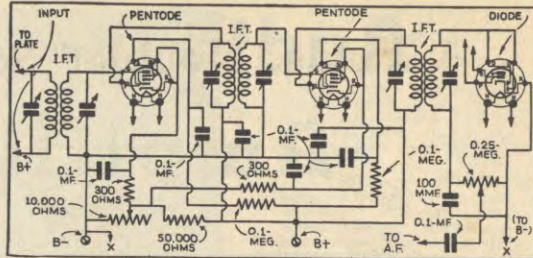 INPUT
PENTODE
I.F.T.
PENTODE
I.F.T.
DIODE
TO PLATE
I.F.T
B+
0.1-MF.
300 OHMS
10,000 OHMS
0.1-MF.
0.1-MF.
300 OHMS
0.1-MEG.
0.25-MEG.
100 MMF.
B-
X
50,000 OHMS
0.1-MEG.
B+
0.1-MF
TO A.F.
X
(TO B-)